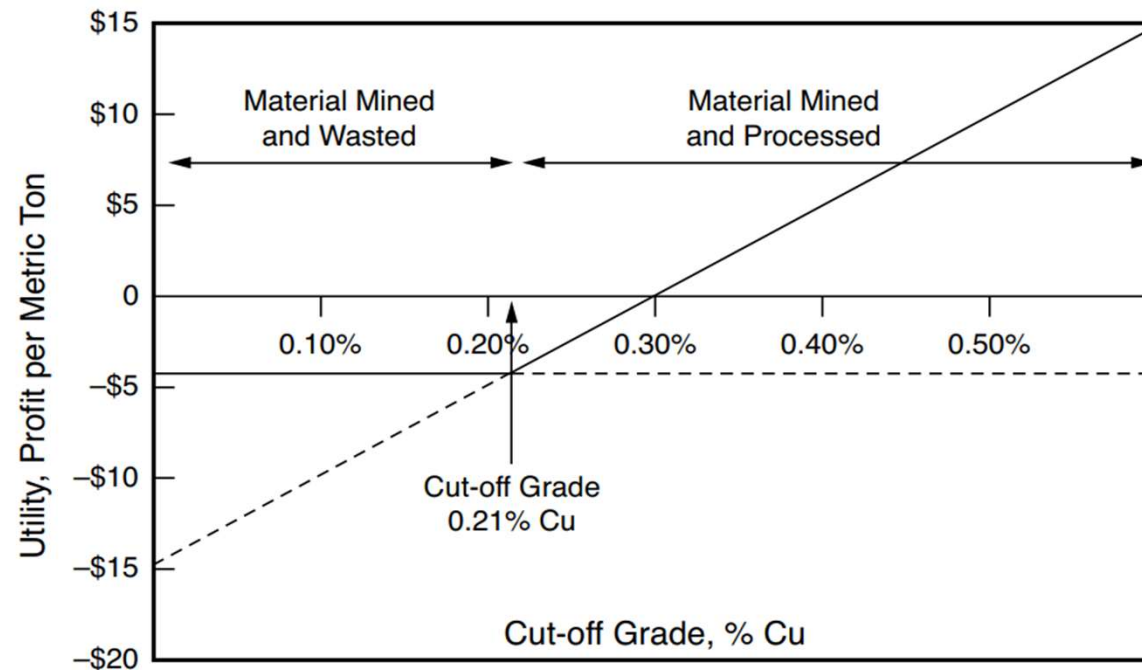 $15
Material Mined
and Wasted
Material Mined
and Processed
$10
$5
0
0.10%
0.20%
0.30%
0.40%
0.50%
–$5
–$10
Cut-off Grade
0.21% Cu
–$15
Cut-off Grade, % Cu
–$20
Utility, Profit per Metric Ton